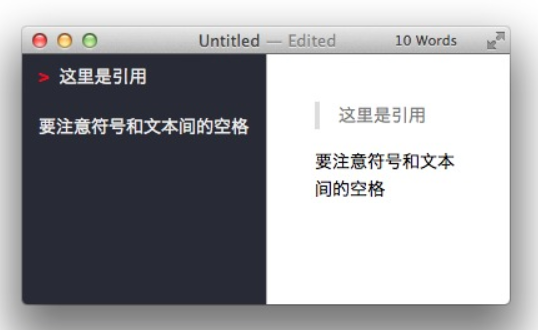 Untitled — Edited 10 Words
> 这里是引用
要注意符号和文本间的空格
这里是引用
要注意符号和文本
间的空格